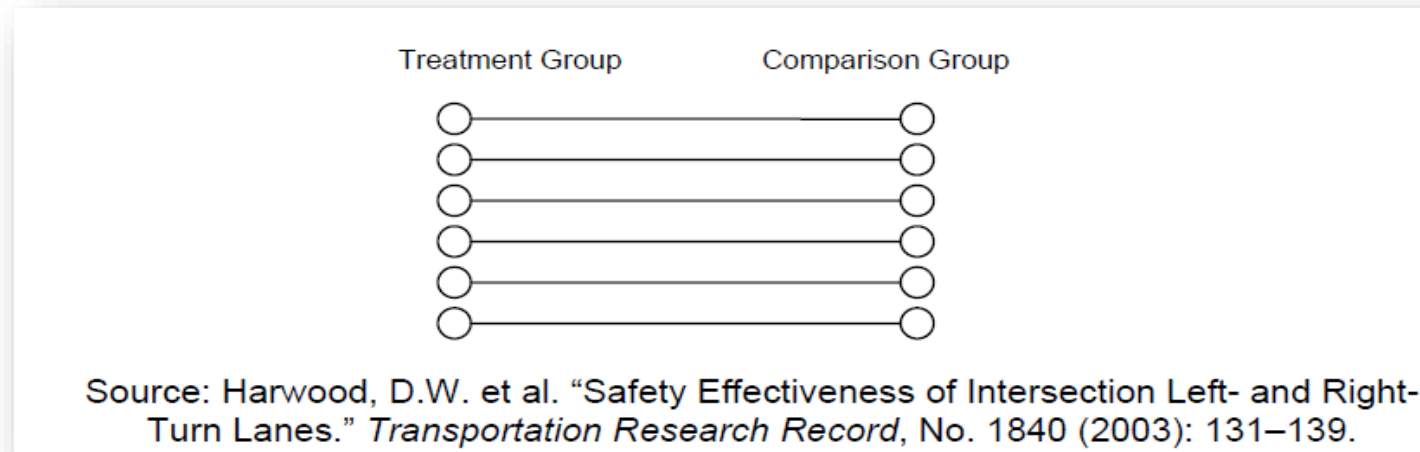 Treatment Group Comparison Group
Source: Harwood, D.W. et al. “Safety Effectiveness of Intersection Left- and Right-
Turn Lanes.” Transportation Research Record, No. 1840 (2003): 131–139.